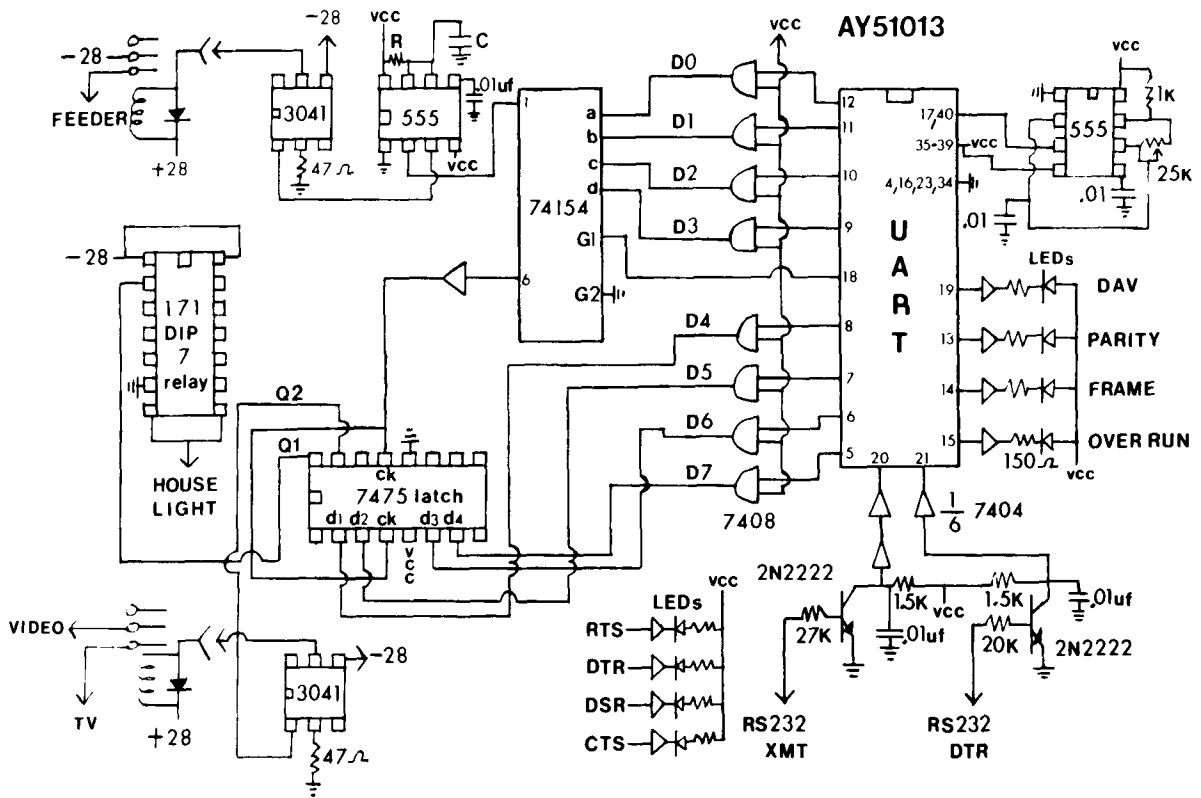 AY51013
-28
vcc
R
C
vcc
-28
.01uf
D0
3041
555
FEEDER
vcc
+28
47Ω
1
a
b
c
d
74154
G1
6
G2
D1
D2
D3
D4
D5
D6
D7
7408
vcc
12
11
10
9
18
8
7
6
5
UART
17,40
35-39
4,16,23,34
19
13
14
15
20
21
vcc
555
1K
25K
.01
.01
LEDs
DAV
PARITY
FRAME
OVER RUN
150Ω
vcc
-28
171
DIP
7
relay
HOUSE
LIGHT
Q2
Q1
ck
7475 latch
d1 d2 ck d3 d4
vcc
1/6 7404
VIDEO
TV
+28
3041
-28
47Ω
vcc
LEDs
RTS
DTR
DSR
CTS
2N2222
27K
1.5K
vcc
1.5K
.01uf
.01uf
20K
2N2222
RS232
XMT
RS232
DTR